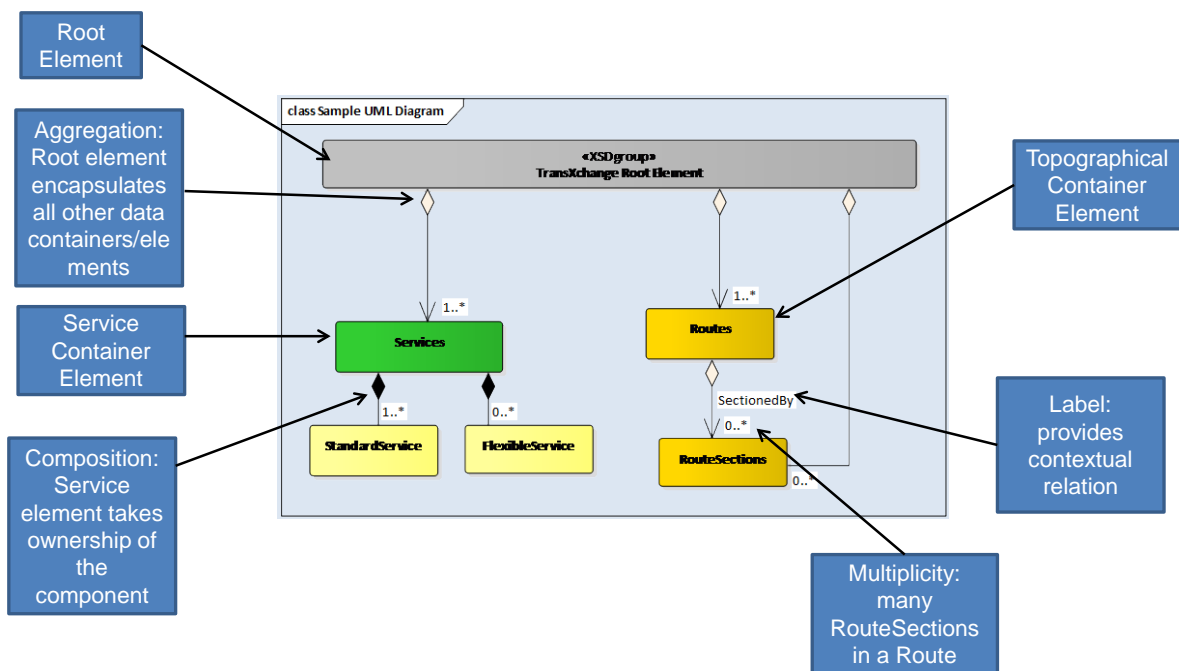 Root
Element
Aggregation:
Root element
encapsulates
all other data
containers/ele
ments
Service
Container
Element
Composition:
Service
element takes
ownership of
the
component
class Sample UML Diagram
«XSDgroup»
TransXchange Root Element
1..*
1..*
Services
Routes
1..*
0..*
SectionedBy
0..*
StandardService
FlexibleService
RouteSections
0..*
Topographical
Container
Element
Label:
provides
contextual
relation
Multiplicity:
many
RouteSections
in a Route